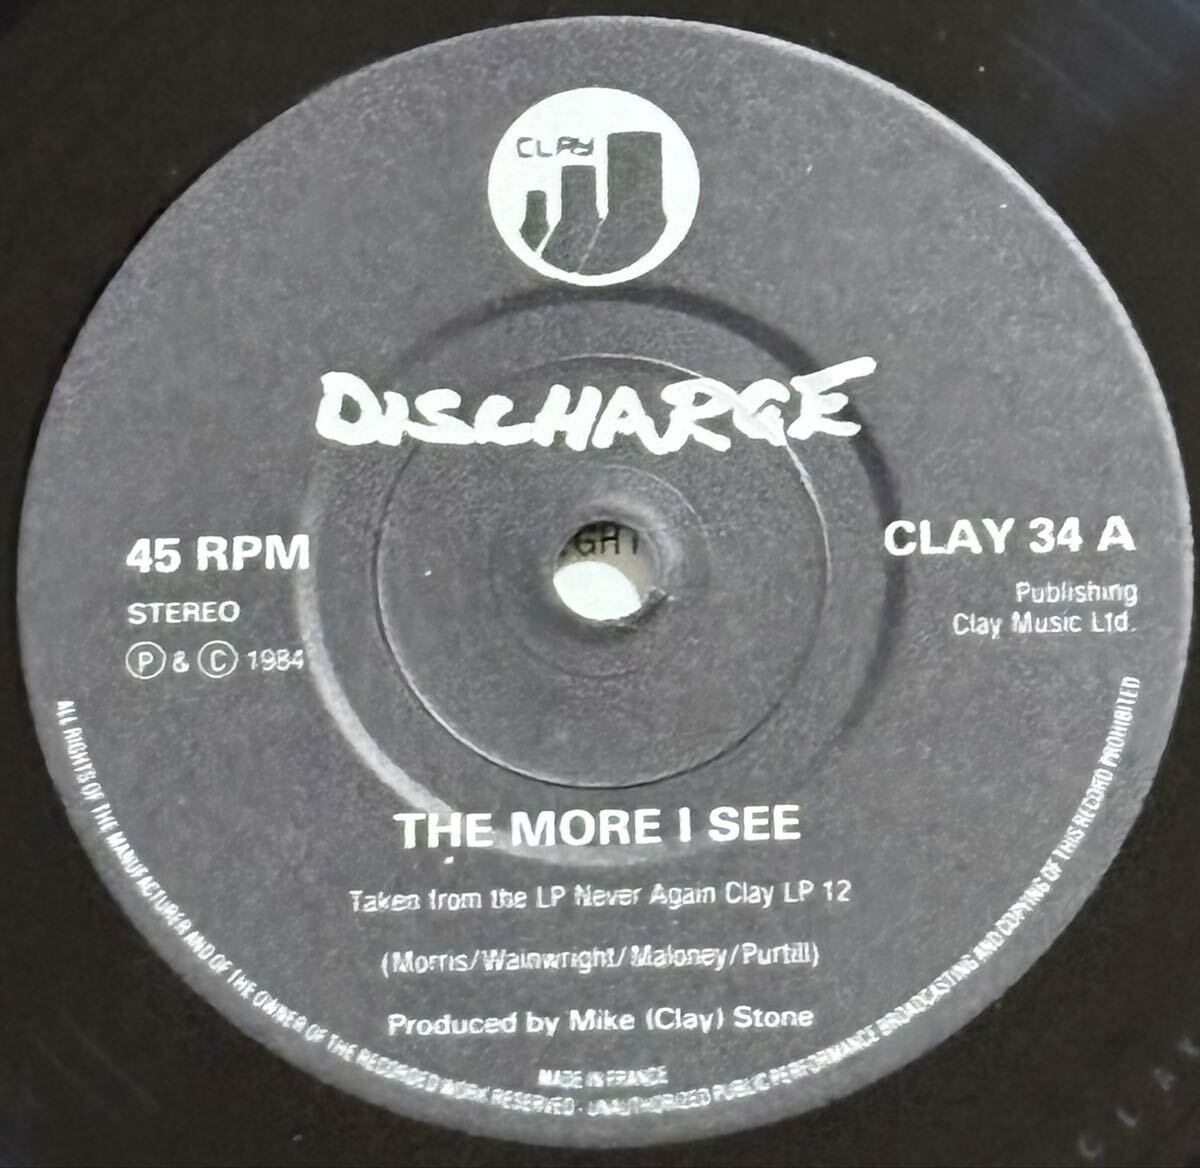 CLAY
DISCHARGE
45 RPM
STEREO
Ⓟ & Ⓒ 1984
CLAY 34 A
Publishing
Clay Music Ltd.
THE MORE I SEE
Taken from the LP Never Again Clay LP 12
(Morris/Wainwright/Maloney/Purtill)
Produced by Mike (Clay) Stone
MADE IN FRANCE
ALL RIGHTS OF THE MANUFACTURER AND OF THE OWNER OF THE RECORDED WORK RESERVED - UNAUTHORIZED PUBLIC PERFORMANCE BROADCASTING AND COPYING OF THIS RECORD PROHIBITED